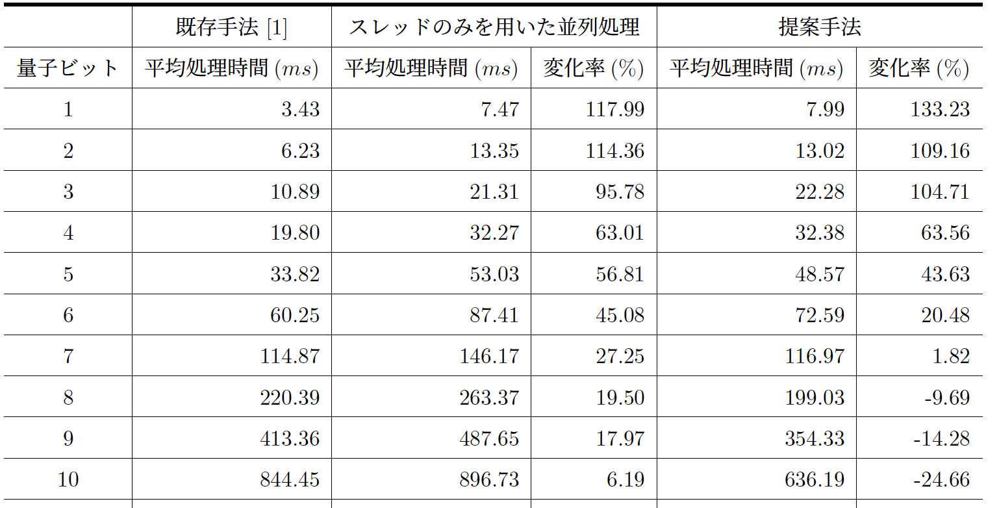 既存手法 [1] スレッドのみを用いた並列処理 提案手法
量子ビット 平均処理時間 (ms) 平均処理時間 (ms) 変化率 (%) 平均処理時間 (ms) 変化率 (%)
1 3.43 7.47 117.99 7.99 133.23
2 6.23 13.35 114.36 13.02 109.16
3 10.89 21.31 95.78 22.28 104.71
4 19.80 32.27 63.01 32.38 63.56
5 33.82 53.03 56.81 48.57 43.63
6 60.25 87.41 45.08 72.59 20.48
7 114.87 146.17 27.25 116.97 1.82
8 220.39 263.37 19.50 199.03 -9.69
9 413.36 487.65 17.97 354.33 -14.28
10 844.45 896.73 6.19 636.19 -24.66